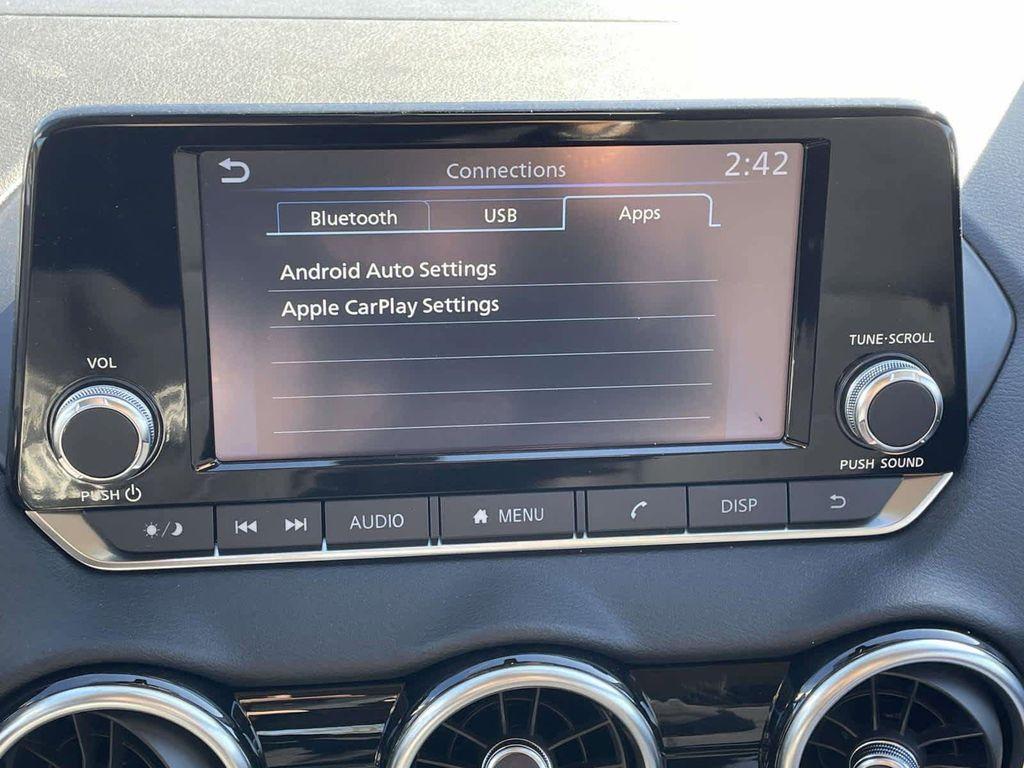 Connections
2:42
Bluetooth
USB
Apps
Android Auto Settings
Apple CarPlay Settings
VOL
PUSH
TUNE·SCROLL
PUSH SOUND
AUDIO
MENU
DISP